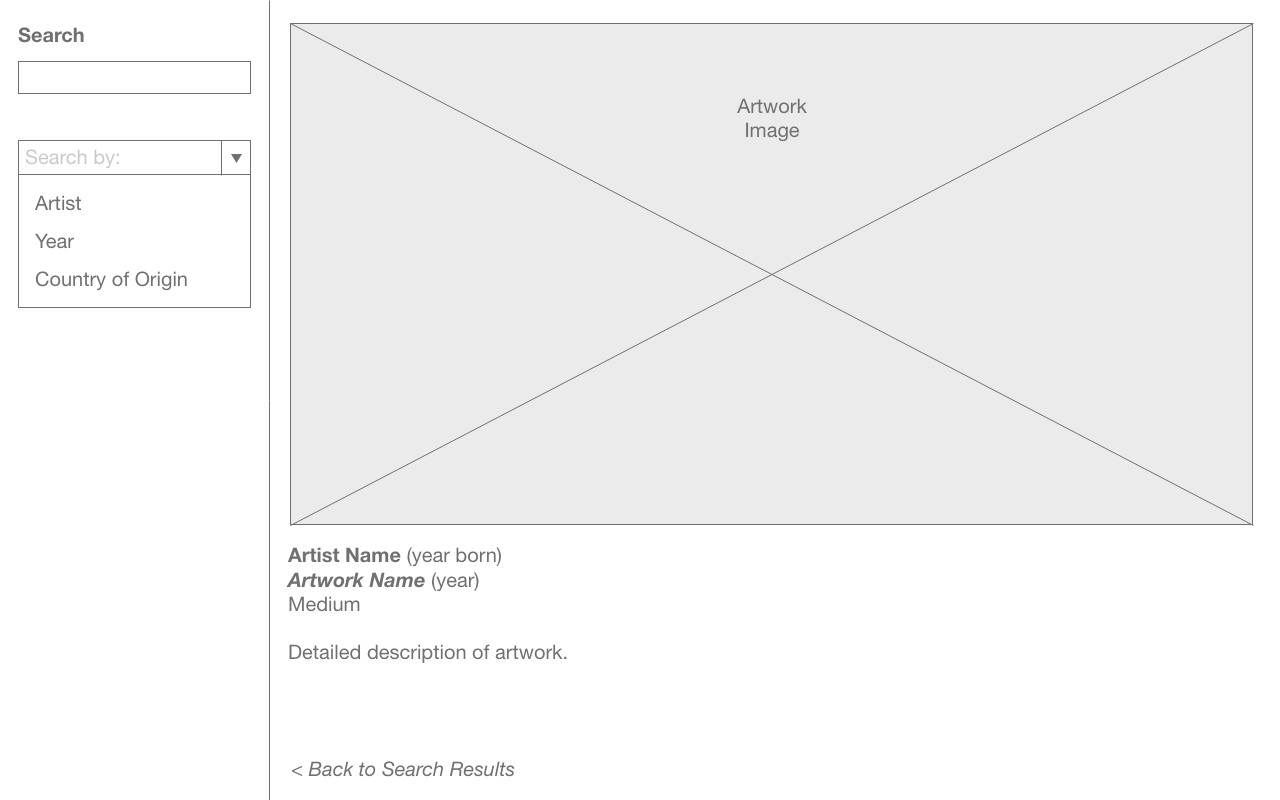 Search
Search by:
Artist
Year
Country of Origin
Artwork
Image
Artist Name (year born)
Artwork Name (year)
Medium
Detailed description of artwork.
< Back to Search Results